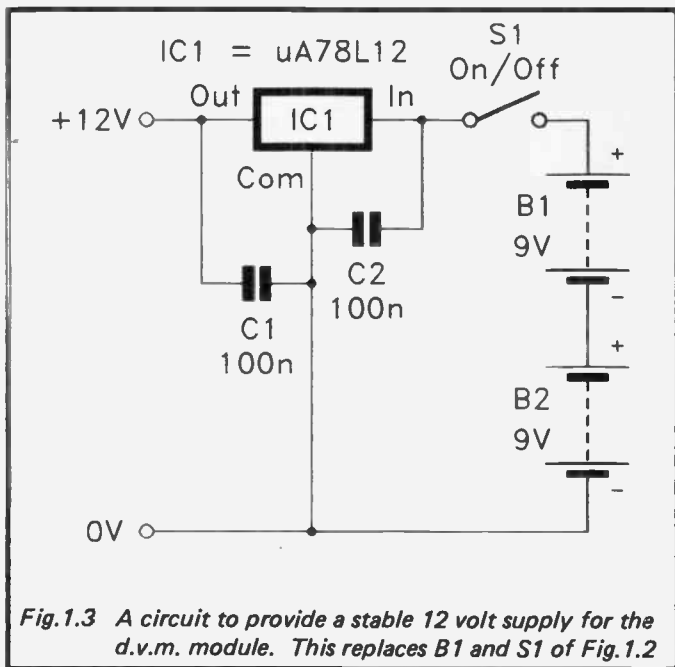 IC1 = uA78L12
S1
On/Off
Out
In
+12V
IC1
Com
+
B1
9V
-
C2
100n
C1
100n
+
B2
9V
-
0V
Fig.1.3 A circuit to provide a stable 12 volt supply for the
d.v.m. module. This replaces B1 and S1 of Fig.1.2